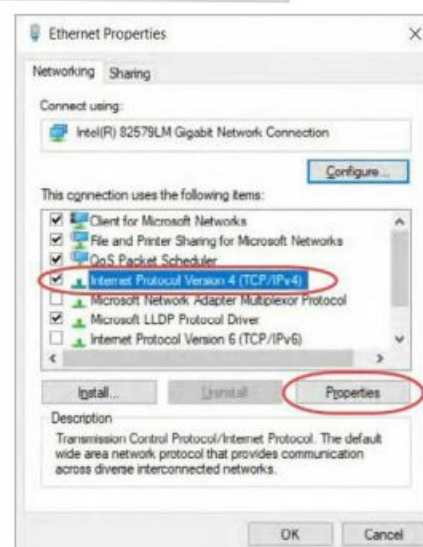 Ethernet Properties
Networking Sharing
Connect using:
Intel(R) 82579LM Gigabit Network Connection
Configure...
This connection uses the following items:
Client for Microsoft Networks
File and Printer Sharing for Microsoft Networks
QoS Packet Scheduler
Internet Protocol Version 4 (TCP/IPv4)
Microsoft Network Adapter Multiplexor Protocol
Microsoft LLDP Protocol Driver
Internet Protocol Version 6 (TCP/IPv6)
Install... Uninstall Properties
Description
Transmission Control Protocol/Internet Protocol. The default
wide area network protocol that provides communication
across diverse interconnected networks.
OK Cancel